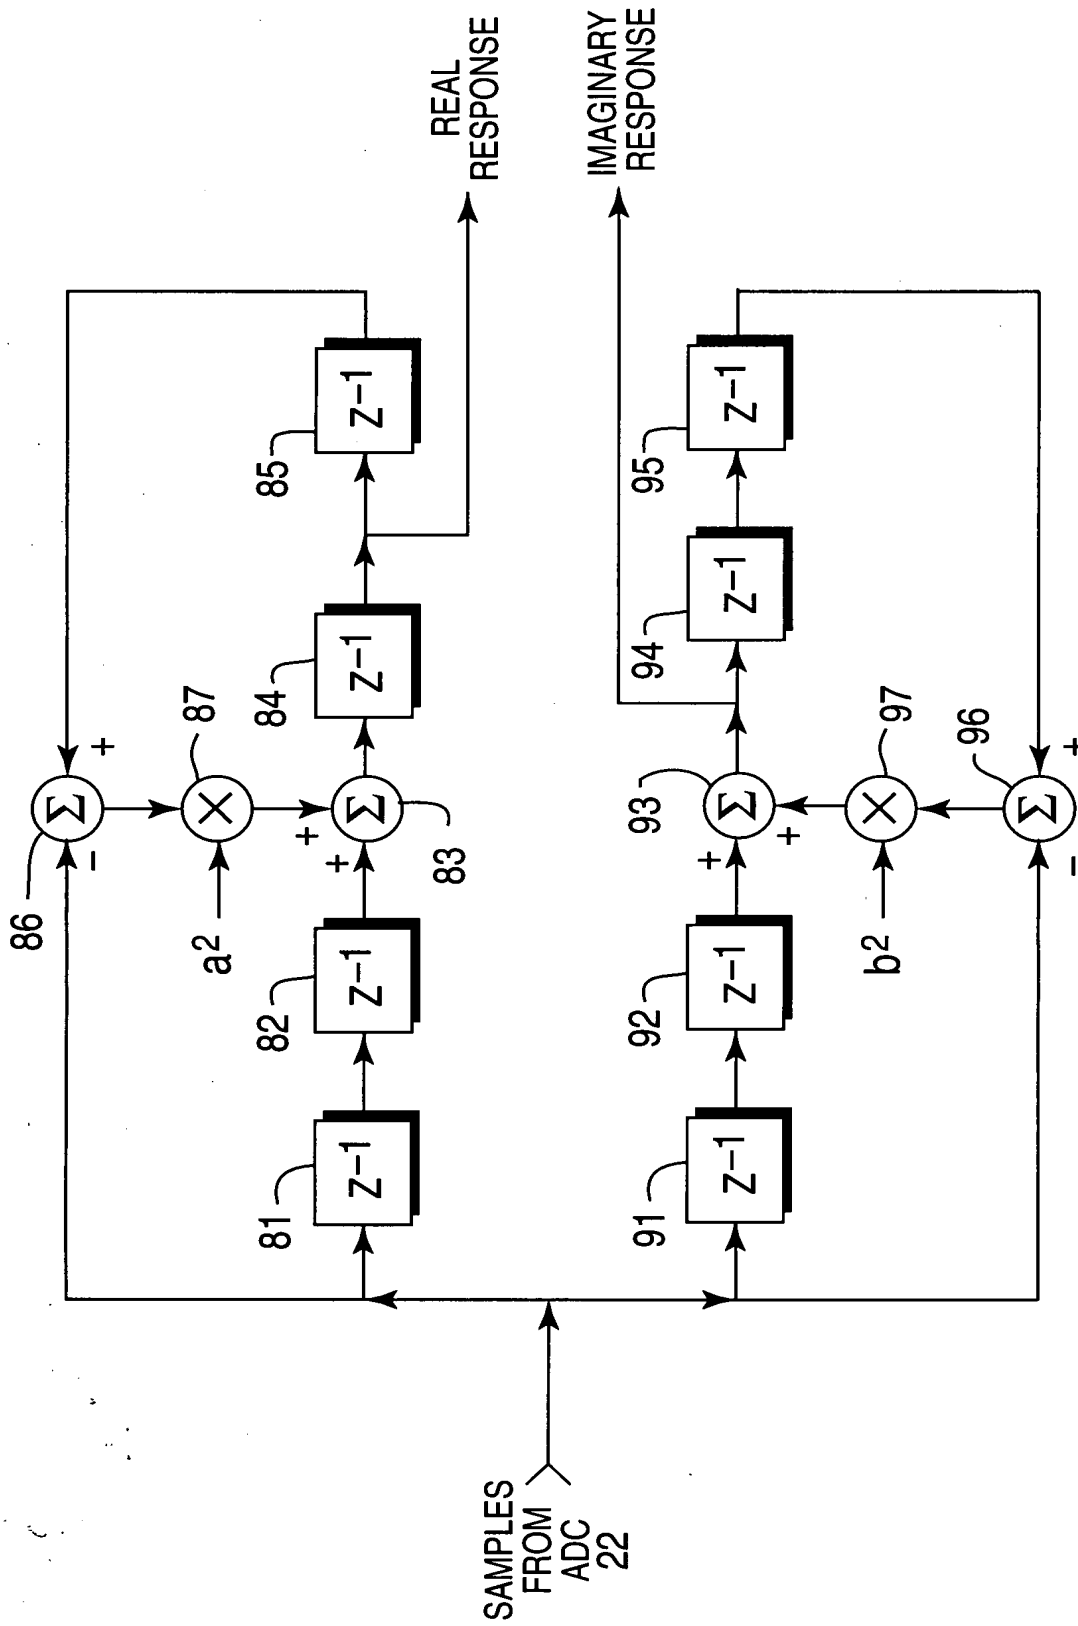 86
-
+
a²
87
+
+
83
81
Z⁻¹
82
Z⁻¹
Σ
Σ
×
84
Z⁻¹
85
Z⁻¹
REAL
RESPONSE
SAMPLES
FROM
ADC
22
IMAGINARY
RESPONSE
91
Z⁻¹
92
Z⁻¹
93
Σ
+
+
94
Z⁻¹
95
Z⁻¹
b²
×
97
96
Σ
-
+